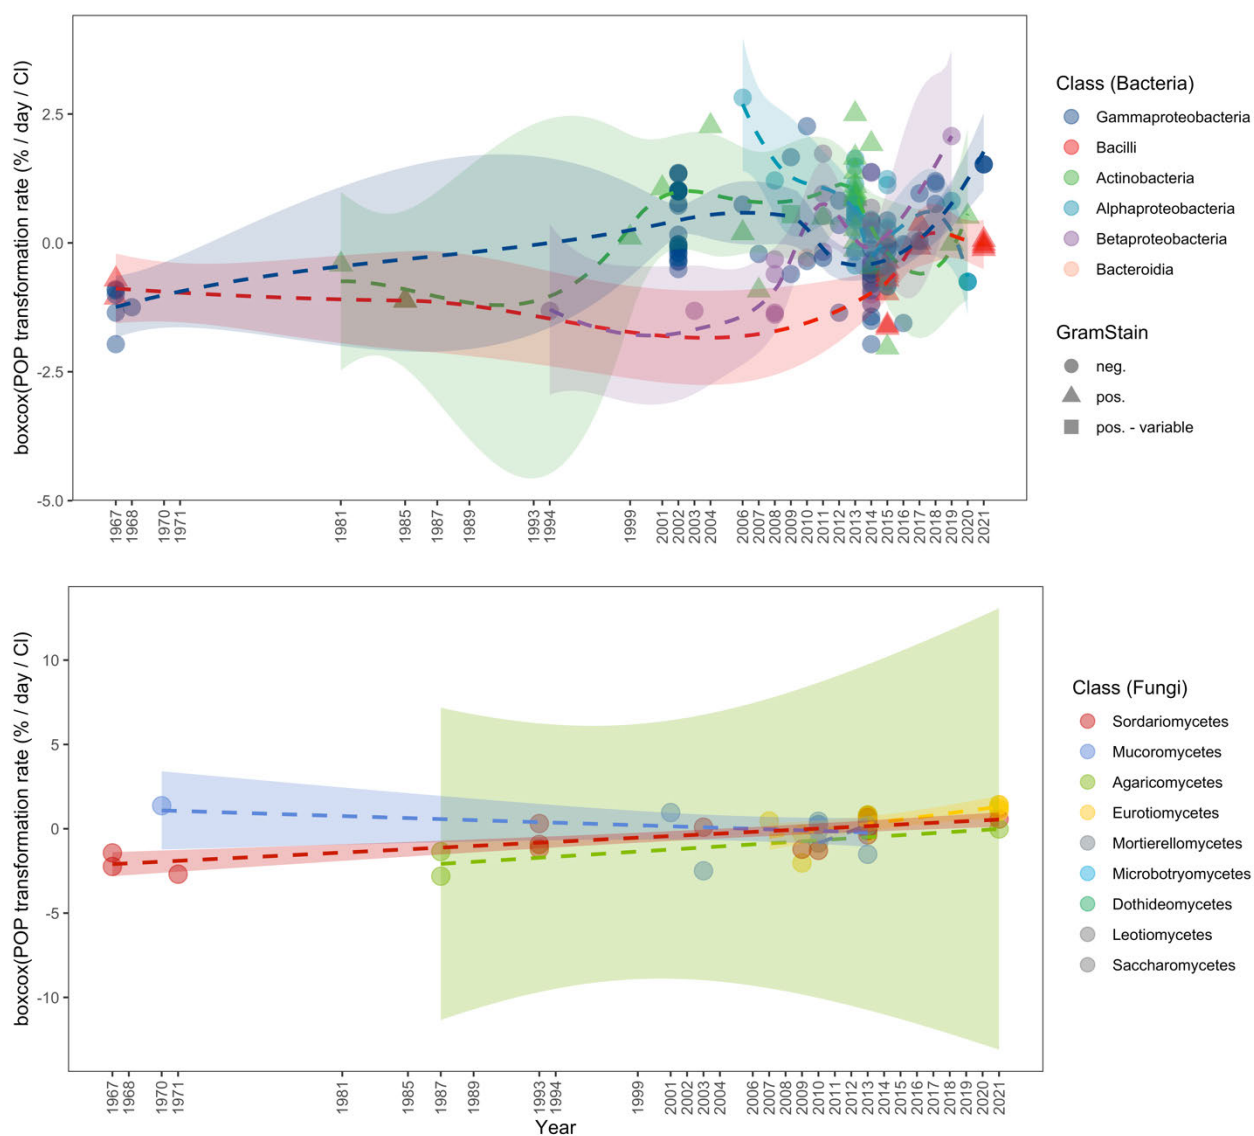 boxcox(POP transformation rate (% / day / CI)
2.5
0.0
-2.5
-5.0
1967
1968
1970
1971
1981
1985
1987
1989
1993
1994
1999
2001
2002
2003
2004
2006
2007
2008
2009
2010
2011
2012
2013
2014
2015
2016
2017
2018
2019
2020
2021
Class (Bacteria)
Gammaproteobacteria
Bacilli
Actinobacteria
Alphaproteobacteria
Betaproteobacteria
Bacteroidia
GramStain
neg.
pos.
pos. - variable
boxcox(POP transformation rate (% / day / CI)
10
5
0
-5
-10
1967
1968
1970
1971
1981
1985
1987
1989
1993
1994
1999
2001
2002
2003
2004
2006
2007
2008
2009
2010
2011
2012
2013
2014
2015
2016
2017
2018
2019
2020
2021
Year
Class (Fungi)
Sordariomycetes
Mucoromycetes
Agaricomycetes
Eurotiomycetes
Mortierellomycetes
Microbotryomycetes
Dothideomycetes
Leotiomycetes
Saccharomycetes